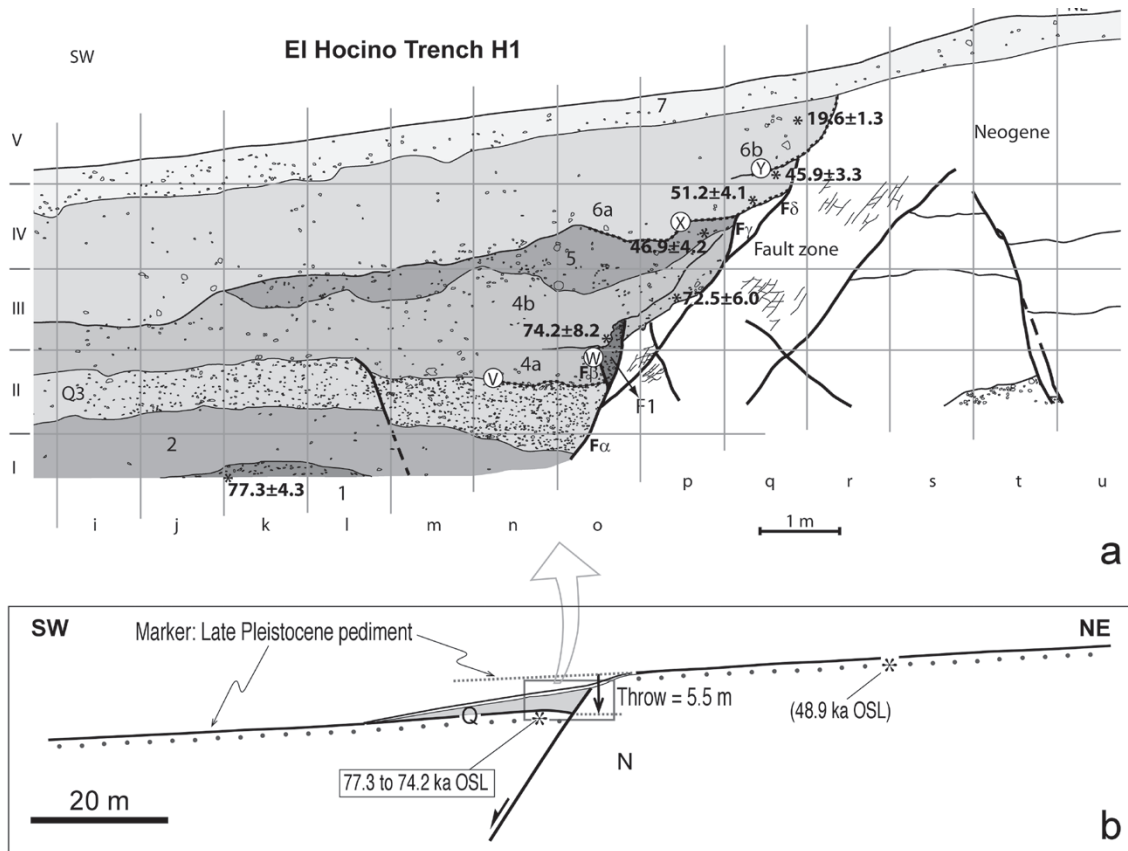 NE
SW
El Hocino Trench H1
7
V
19.6±1.3
Neogene
6b
Y
45.9±3.3
51.2±4.1
Fδ
6a
X
IV
Fγ
46.9±4.2
Fault zone
5
72.5±6.0
4b
III
74.2±8.2
W
4a
Fβ
V
II
Q3
F1
2
Fα
I
77.3±4.3
1
i j k l m n o p q r s t u
1 m
a
SW
Marker: Late Pleistocene pediment
NE
Throw = 5.5 m
(48.9 ka OSL)
Q
N
77.3 to 74.2 ka OSL
20 m
b